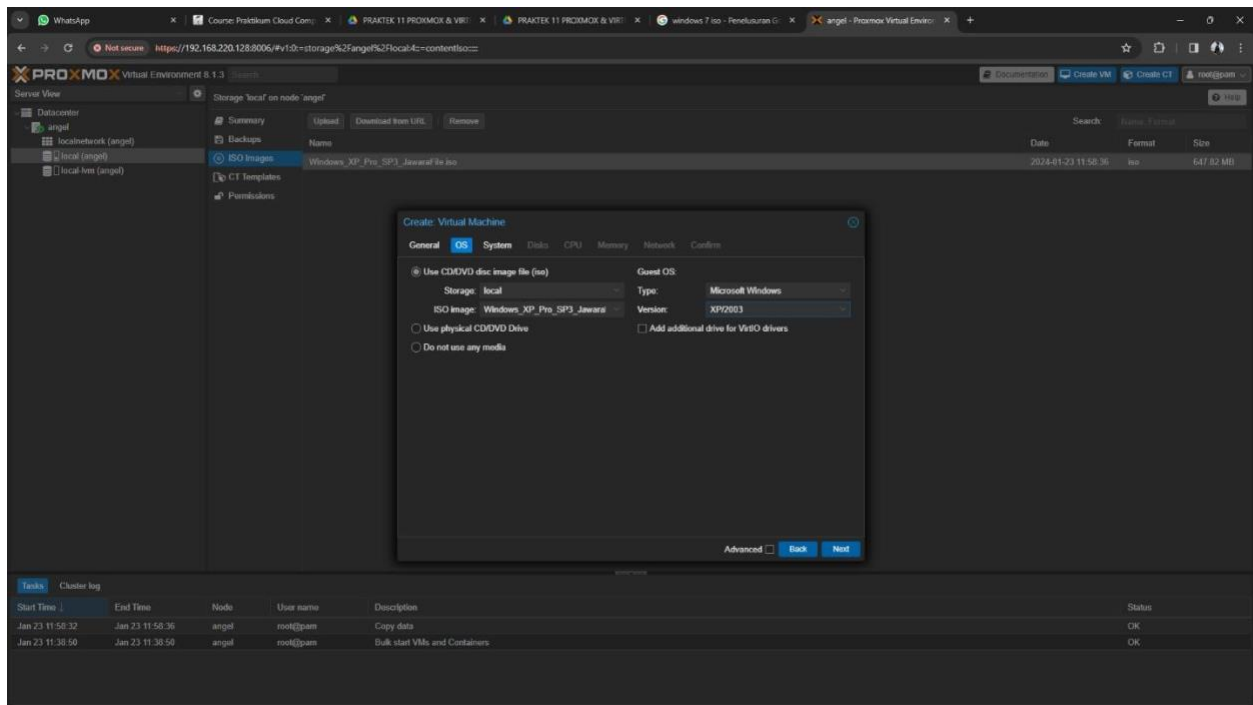 WhatsApp
Course: Praktikum Cloud Comp
PRAKTEK 11 PROXMOX & VIRT
PRAKTEK 11 PROXMOX & VIRT
windows 7 iso - Penelusuran G
angel - Proxmox Virtual Enviro
Not secure https://192.168.220.128:8006/#v1:0:=storage%2Fangel%2Flocal:4:=contentIso::::
PROXMOX Virtual Environment 8.1.3 Search
Documentation Create VM Create CT root@pam
Server View
Storage 'local' on node 'angel' Help
Datacenter
angel
localnetwork (angel)
local (angel)
local-lvm (angel)
Summary
Backups
ISO Images
CT Templates
Permissions
Upload Download from URL Remove Search: Name, Format
Name Date Format Size
Windows_XP_Pro_SP3_JawaraFile.iso 2024-01-23 11:58:36 iso 647.82 MB
Create: Virtual Machine
General OS System Disks CPU Memory Network Confirm
Use CD/DVD disc image file (iso) Guest OS:
Storage: local Type: Microsoft Windows
ISO image: Windows_XP_Pro_SP3_Jawara Version: XP/2003
Use physical CD/DVD Drive Add additional drive for VirtIO drivers
Do not use any media
Advanced Back Next
Tasks Cluster log
Start Time End Time Node User name Description Status
Jan 23 11:58:32 Jan 23 11:58:36 angel root@pam Copy data OK
Jan 23 11:38:50 Jan 23 11:38:50 angel root@pam Bulk start VMs and Containers OK